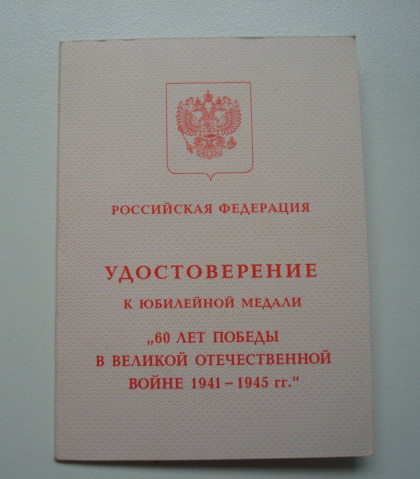 РОССИЙСКАЯ ФЕДЕРАЦИЯ
УДОСТОВЕРЕНИЕ
К ЮБИЛЕЙНОЙ МЕДАЛИ
„60 ЛЕТ ПОБЕДЫ
В ВЕЛИКОЙ ОТЕЧЕСТВЕННОЙ
ВОЙНЕ 1941 – 1945 гг.“